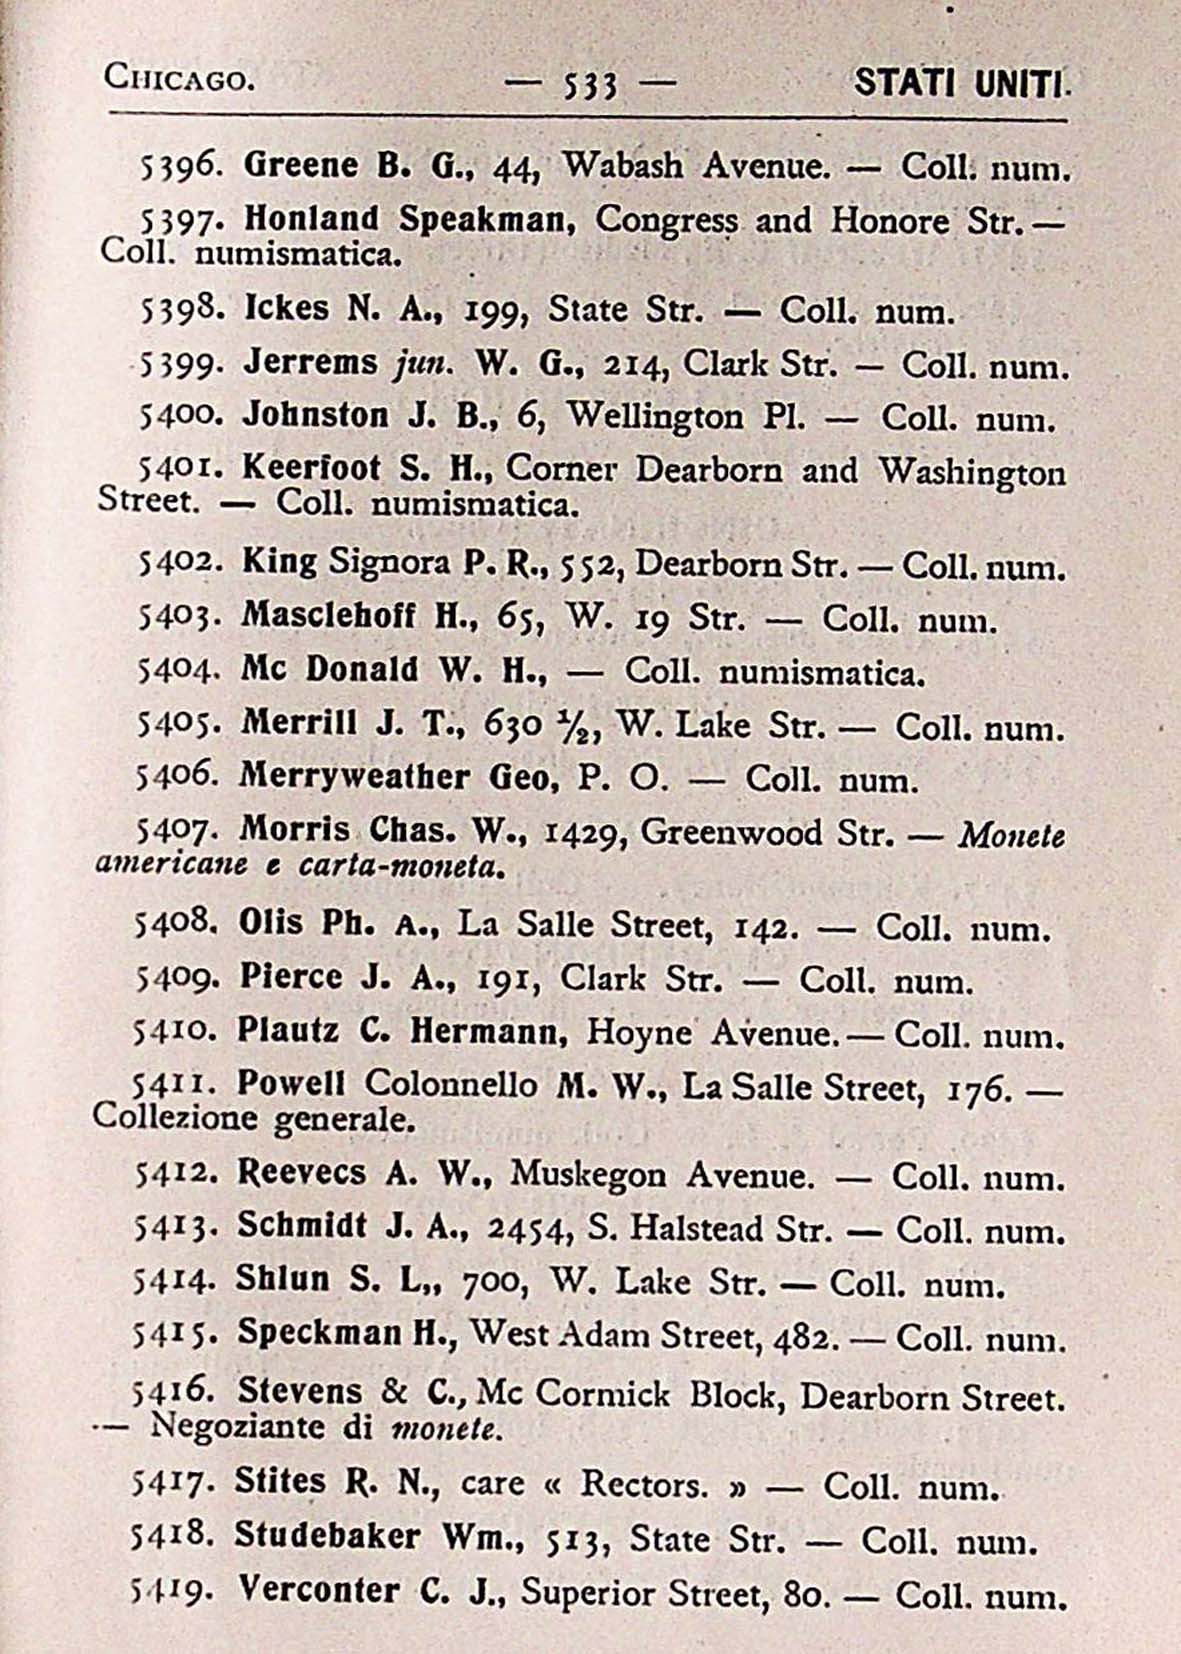 CHICAGO. — 533 — STATI UNITI.
5396. Greene B. G., 44, Wabash Avenue. — Coll. num.
5397. Honland Speakman, Congress and Honore Str. —
Coll. numismatica.
5398. Ickes N. A., 199, State Str. — Coll. num.
5399. Jerrems jun. W. G., 214, Clark Str. — Coll. num.
5400. Johnston J. B., 6, Wellington Pl. — Coll. num.
5401. Keerfoot S. H., Corner Dearborn and Washington
Street. — Coll. numismatica.
5402. King Signora P. R., 552, Dearborn Str. — Coll. num.
5403. Masclehoff H., 65, W. 19 Str. — Coll. num.
5404. Mc Donald W. H., — Coll. numismatica.
5405. Merrill J. T., 630 ½, W. Lake Str. — Coll. num.
5406. Merryweather Geo, P. O. — Coll. num.
5407. Morris Chas. W., 1429, Greenwood Str. — Monete
americane e carta-moneta.
5408. Olis Ph. A., La Salle Street, 142. — Coll. num.
5409. Pierce J. A., 191, Clark Str. — Coll. num.
5410. Plautz C. Hermann, Hoyne Avenue. — Coll. num.
5411. Powell Colonnello M. W., La Salle Street, 176. —
Collezione generale.
5412. Reevecs A. W., Muskegon Avenue. — Coll. num.
5413. Schmidt J. A., 2454, S. Halstead Str. — Coll. num.
5414. Shlun S. L,, 700, W. Lake Str. — Coll. num.
5415. Speckman H., West Adam Street, 482. — Coll. num.
5416. Stevens & C., Mc Cormick Block, Dearborn Street.
— Negoziante di monete.
5417. Stites R. N., care « Rectors. » — Coll. num.
5418. Studebaker Wm., 513, State Str. — Coll. num.
5419. Verconter C. J., Superior Street, 80. — Coll. num.